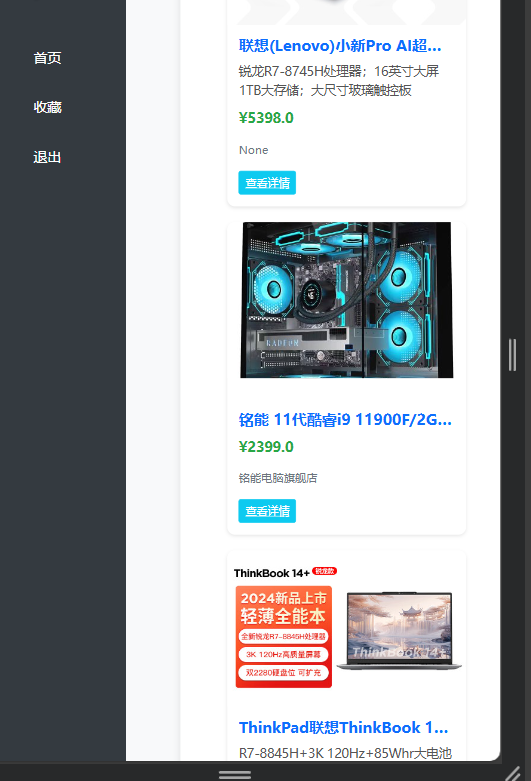 首页
收藏
退出
联想(Lenovo)小新Pro AI超...
锐龙R7-8745H处理器；16英寸大屏
1TB大存储；大尺寸玻璃触控板
¥5398.0
None
查看详情
RADEON
铭能 11代酷睿i9 11900F/2G...
¥2399.0
铭能电脑旗舰店
查看详情
ThinkBook 14+ 锐龙款
2024新品上市
轻薄全能本
全新锐龙R7-8845H处理器
3K 120Hz高质量屏幕
双2280硬盘位 可扩充
ThinkBook 14+
ThinkPad联想ThinkBook 1...
R7-8845H+3K 120Hz+85Whr大电池